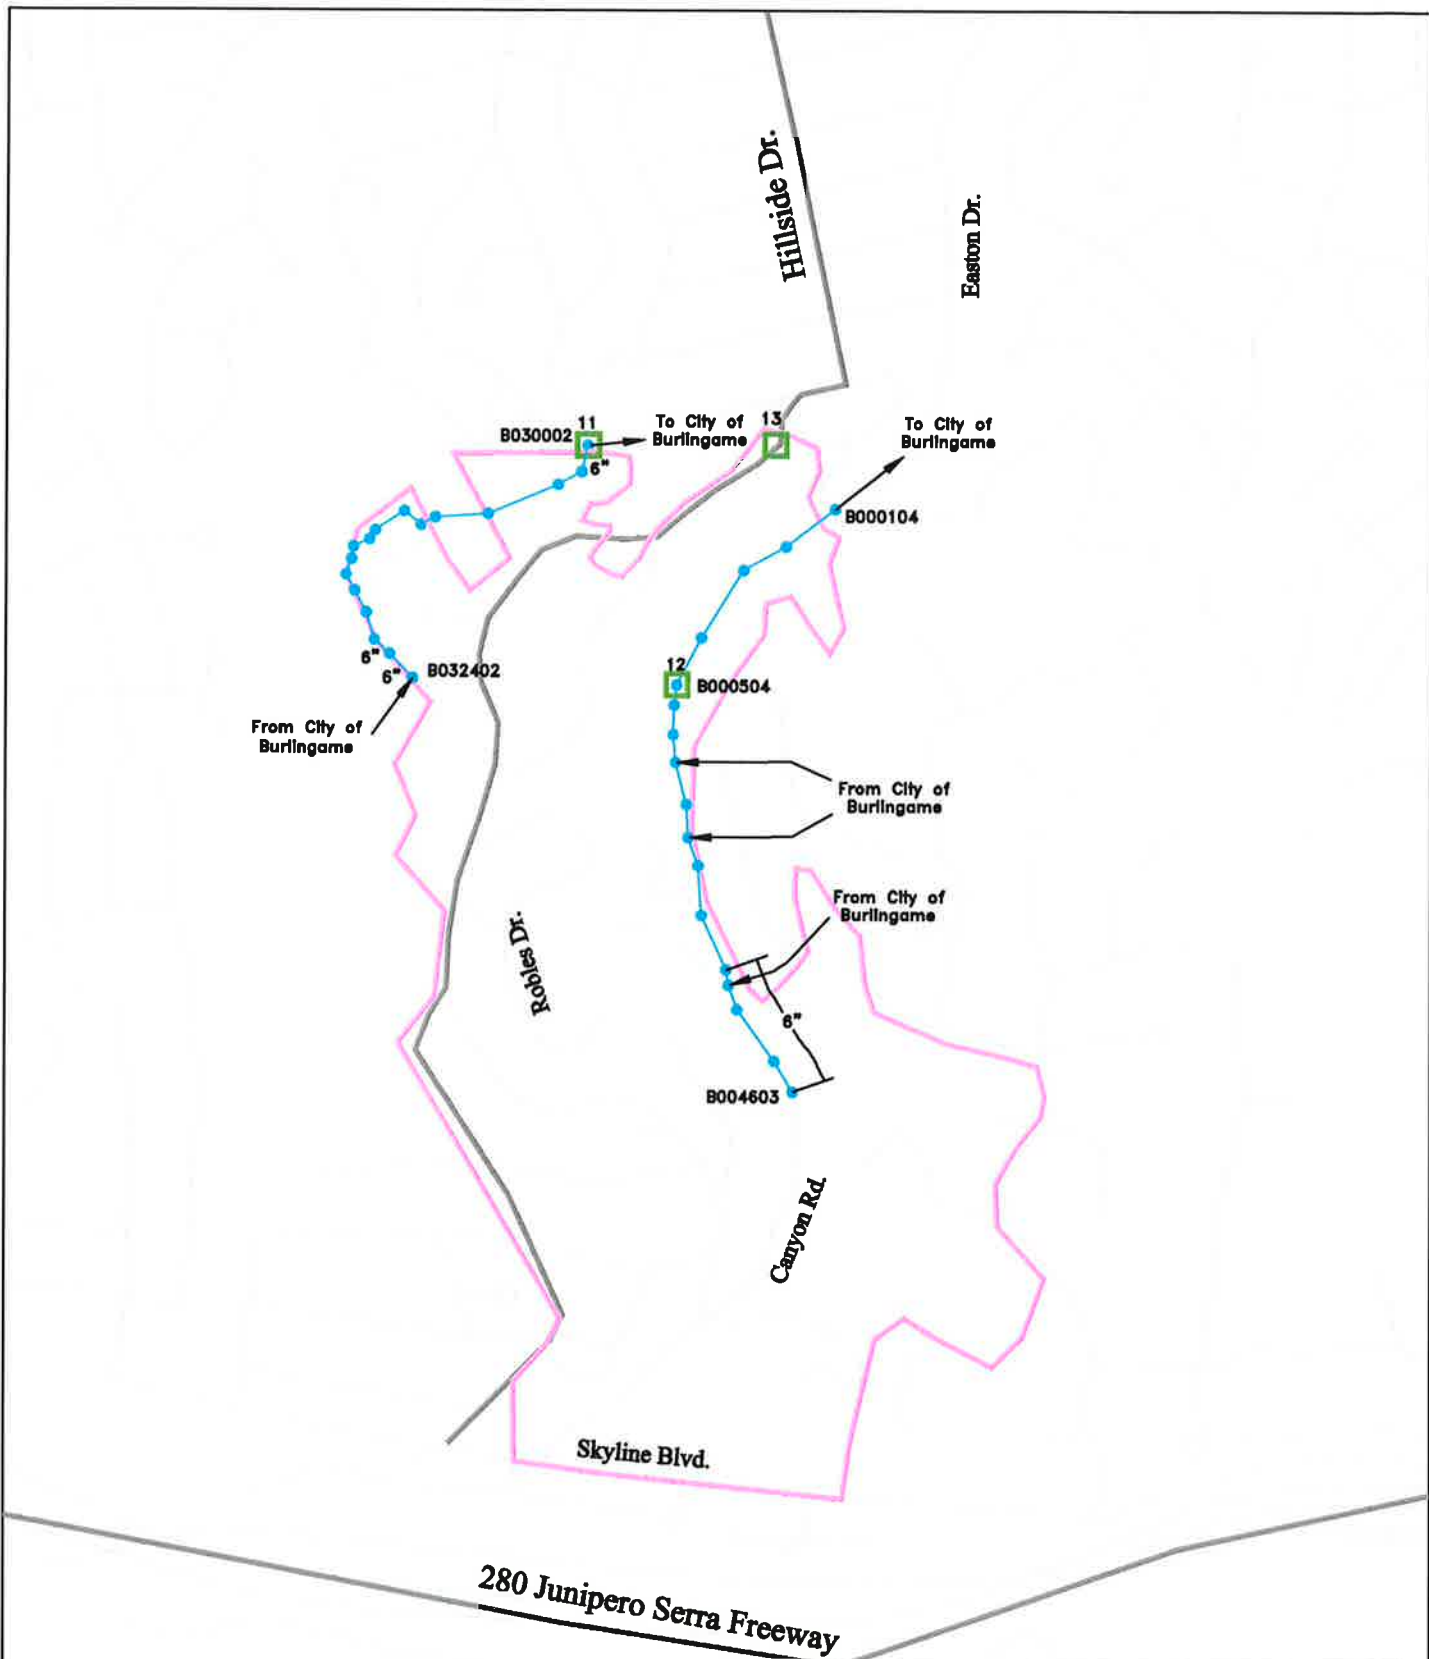 Hillside Dr.
Easton Dr.
11
B030002
To City of
Burlingame
6"
13
To City of
Burlingame
B000104
12
B000504
6"
6"
B032402
From City of
Burlingame
From City of
Burlingame
From City of
Burlingame
Robles Dr.
6"
B004603
Canyon Rd.
Skyline Blvd.
280 Junipero Serra Freeway